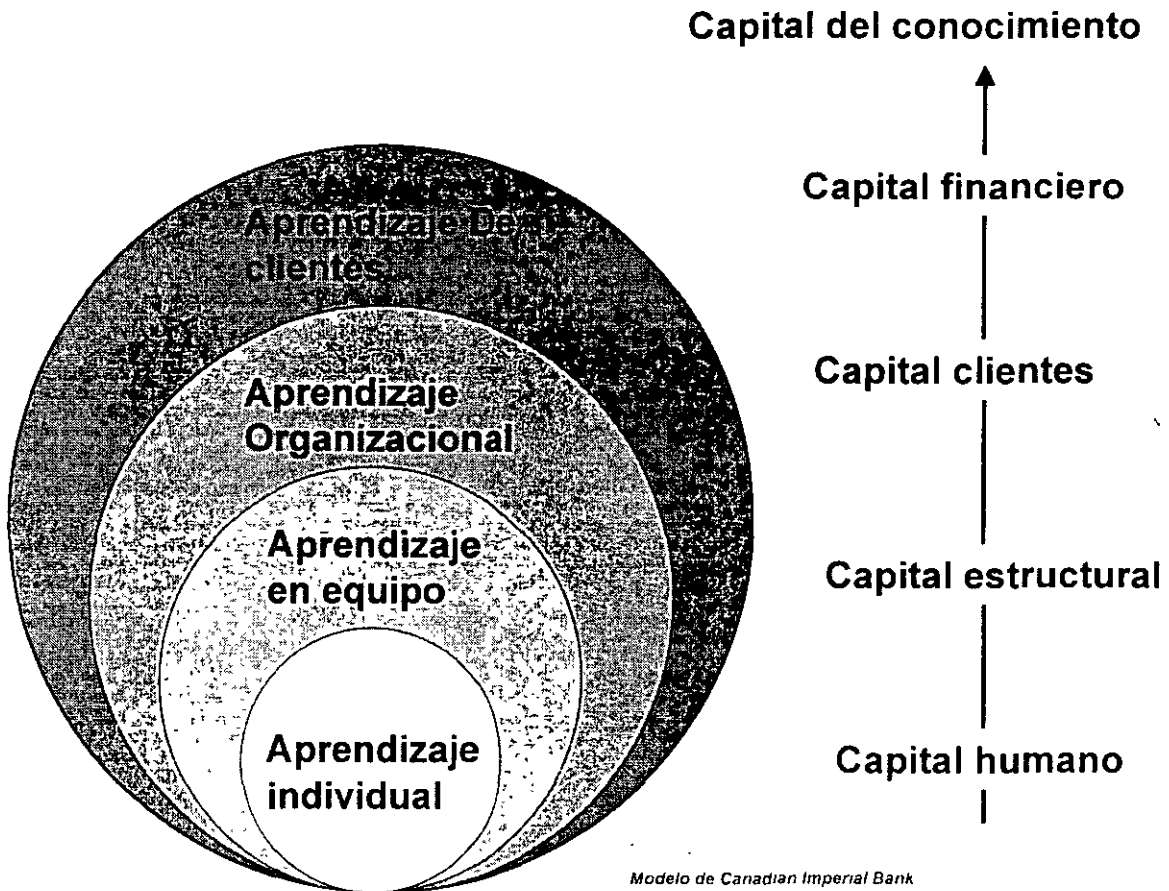 Capital del conocimiento
Capital financiero
Aprendizaje De
clientes
Capital clientes
Aprendizaje
Organizacional
Aprendizaje
en equipo
Capital estructural
Aprendizaje
individual
Capital humano
Modelo de Canadian Imperial Bank